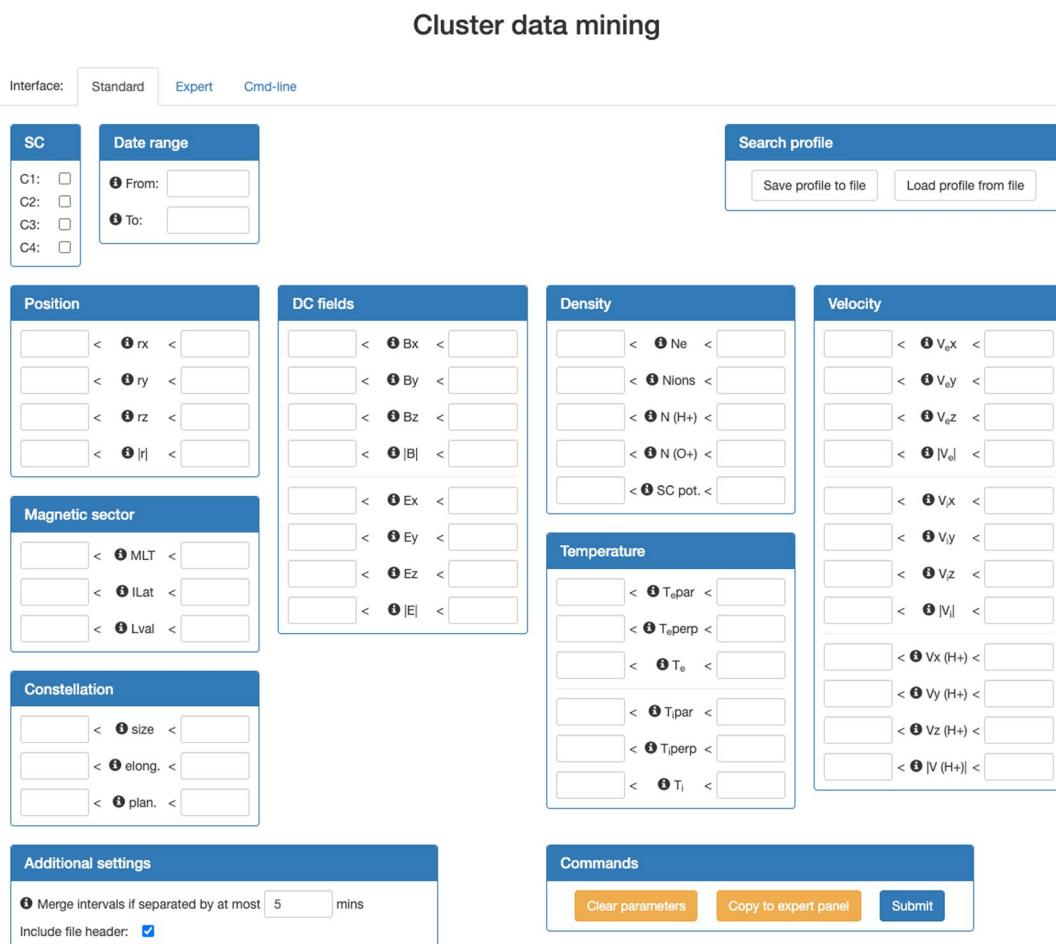 Cluster data mining
Interface: Standard Expert Cmd-line
SC
C1:
C2:
C3:
C4:
Date range
From:
To:
Search profile
Save profile to file Load profile from file
Position
< rx <
< ry <
< rz <
< |r| <
Magnetic sector
< MLT <
< ILat <
< Lval <
Constellation
< size <
< elong. <
< plan. <
DC fields
< Bx <
< By <
< Bz <
< |B| <
< Ex <
< Ey <
< Ez <
< |E| <
Density
< Ne <
< Nions <
< N (H+) <
< N (O+) <
< SC pot. <
Temperature
< Tₑpar <
< Tₑperp <
< Tₑ <
< Tᵢpar <
< Tᵢperp <
< Tᵢ <
Velocity
< Vₑx <
< Vₑy <
< Vₑz <
< |Vₑ| <
< Vᵢx <
< Vᵢy <
< Vᵢz <
< |Vᵢ| <
< Vx (H+) <
< Vy (H+) <
< Vz (H+) <
< |V (H+)| <
Additional settings
Merge intervals if separated by at most 5 mins
Include file header:
Commands
Clear parameters Copy to expert panel Submit